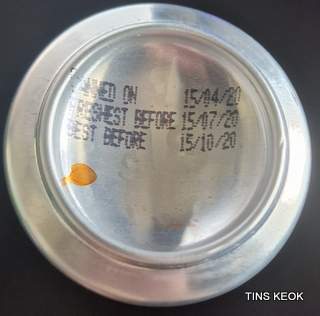 CANNED ON 15/04/20
FRESHEST BEFORE 15/07/20
BEST BEFORE 15/10/20
TINS KEOK